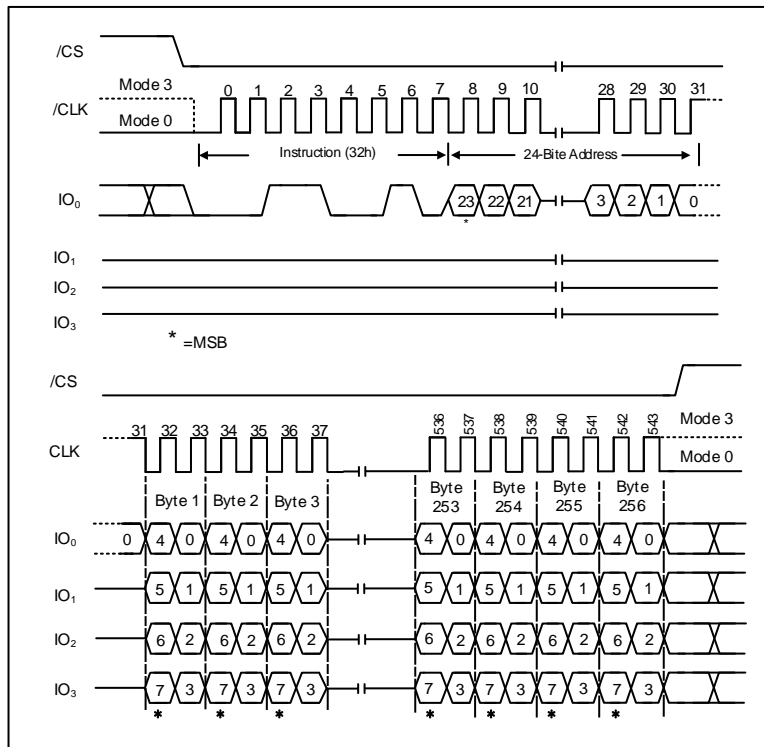 /CS
Mode 3
0 1 2 3 4 5 6 7 8 9 10 28 29 30 31
/CLK
Mode 0
Instruction (32h) 24-Bite Address
IO₀ 23 22 21 3 2 1 0
*
IO₁
IO₂
IO₃
* =MSB
/CS
31 32 33 34 35 36 37 536 537 538 539 540 541 542 543 Mode 3
CLK
Mode 0
Byte 1 Byte 2 Byte 3 Byte 253 Byte 254 Byte 255 Byte 256
IO₀ 0 4 0 4 0 4 0 4 0 4 0 4 0 4 0
IO₁ 5 1 5 1 5 1 5 1 5 1 5 1 5 1
IO₂ 6 2 6 2 6 2 6 2 6 2 6 2 6 2
IO₃ 7 3 7 3 7 3 7 3 7 3 7 3 7 3
* * * * * * *